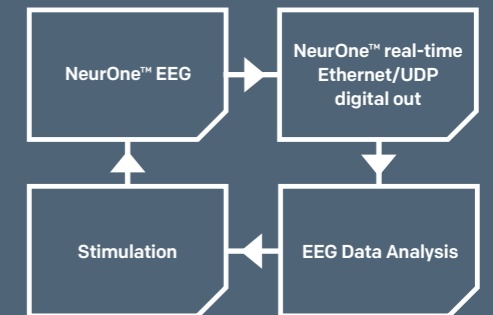 NeurOne™ EEG
NeurOne™ real-time
Ethernet/UDP
digital out
Stimulation
EEG Data Analysis